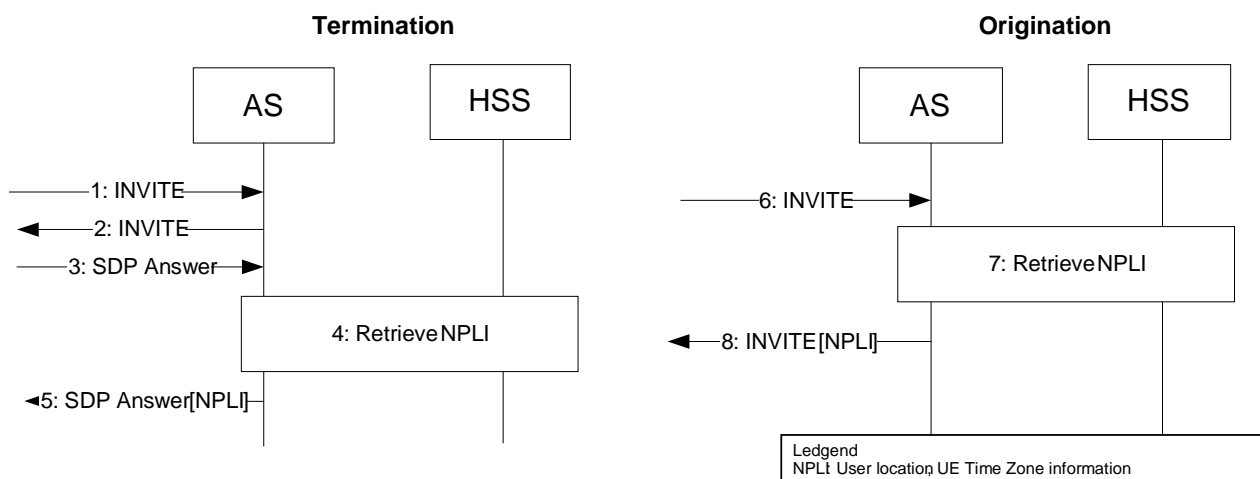 Termination
Origination
AS
HSS
AS
HSS
1: INVITE
2: INVITE
3: SDP Answer
4: Retrieve NPLI
5: SDP Answer[NPLI]
6: INVITE
7: Retrieve NPLI
8: INVITE [NPLI]
Ledgend
NPLI: User location, UE Time Zone information